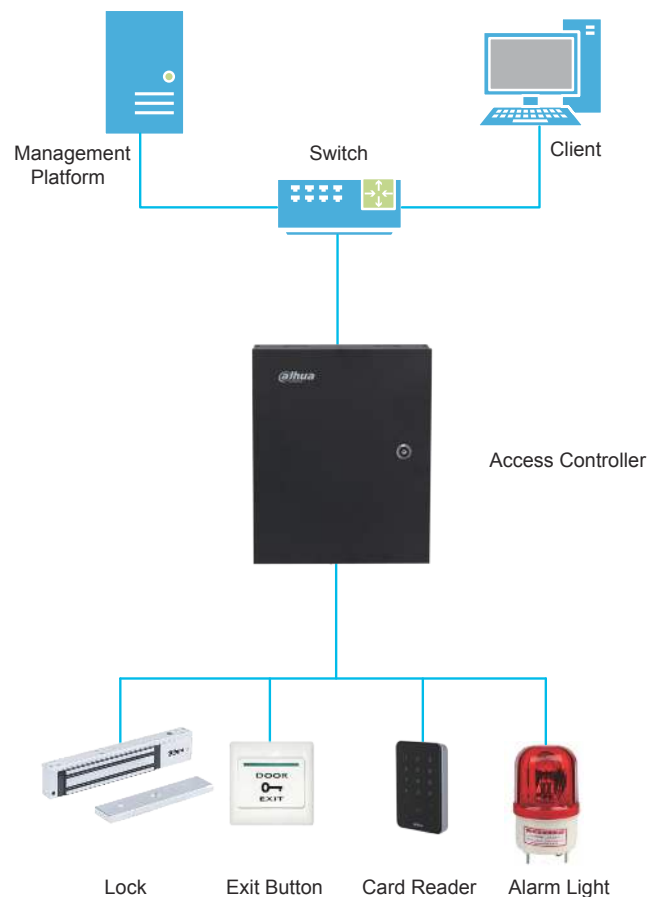 Management
Platform
Switch
Client
alhua
Access Controller
DOOR
EXIT
Lock
Exit Button
Card Reader
Alarm Light